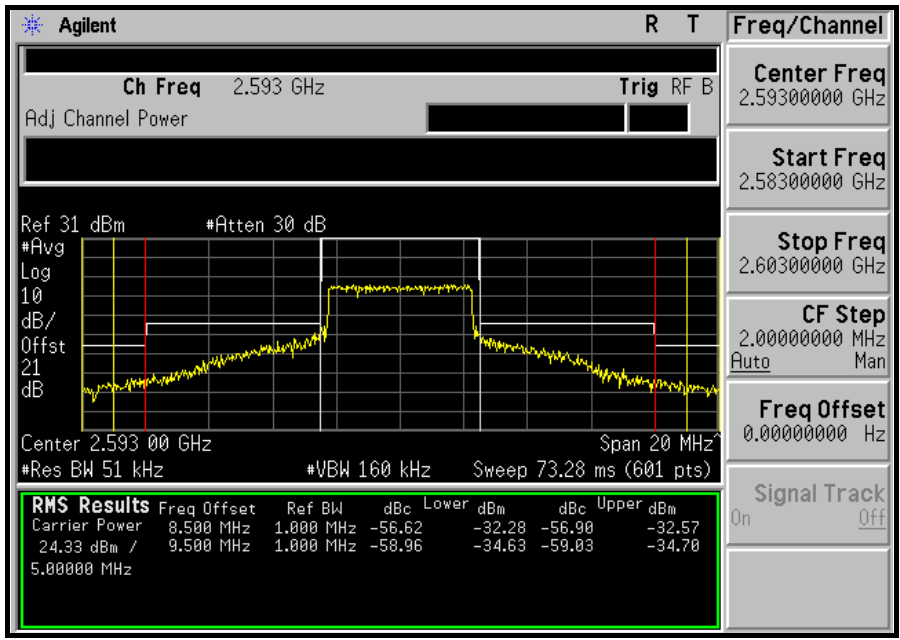 Agilent R T
Freq/Channel
Ch Freq 2.593 GHz Trig RF B
Adj Channel Power
Center Freq
2.59300000 GHz
Start Freq
2.58300000 GHz
Stop Freq
2.60300000 GHz
CF Step
2.00000000 MHz
Auto Man
Freq Offset
0.00000000 Hz
Signal Track
On Off
Ref 31 dBm #Atten 30 dB
#Avg
Log
10
dB/
Offst
21
dB
Center 2.593 00 GHz Span 20 MHz^
#Res BW 51 kHz #VBW 160 kHz Sweep 73.28 ms (601 pts)
RMS Results Freq Offset Ref BW dBc Lower dBm dBc Upper dBm
Carrier Power 8.500 MHz 1.000 MHz -56.62 -32.28 -56.90 -32.57
24.33 dBm / 9.500 MHz 1.000 MHz -58.96 -34.63 -59.03 -34.70
5.00000 MHz